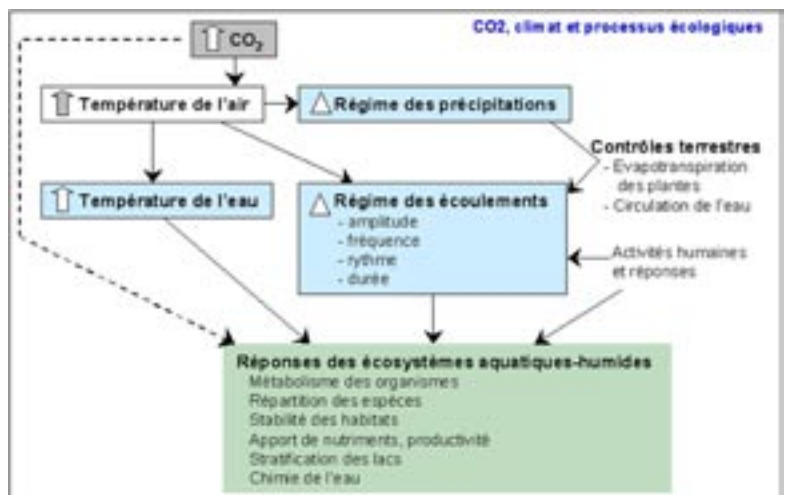 CO2, climat et processus écologiques
CO2
Température de l'air
Régime des précipitations
Contrôles terrestres
- Evapotranspiration
des plantes
- Circulation de l'eau
Température de l'eau
Régime des écoulements
- amplitude
- fréquence
- rythme
- durée
Activités humaines
et réponses
Réponses des écosystèmes aquatiques-humides
Métabolisme des organismes
Répartition des espéces
Stabilité des habitats
Apport de nutriments, productivité
Stratification des lacs
Chimie de l'eau